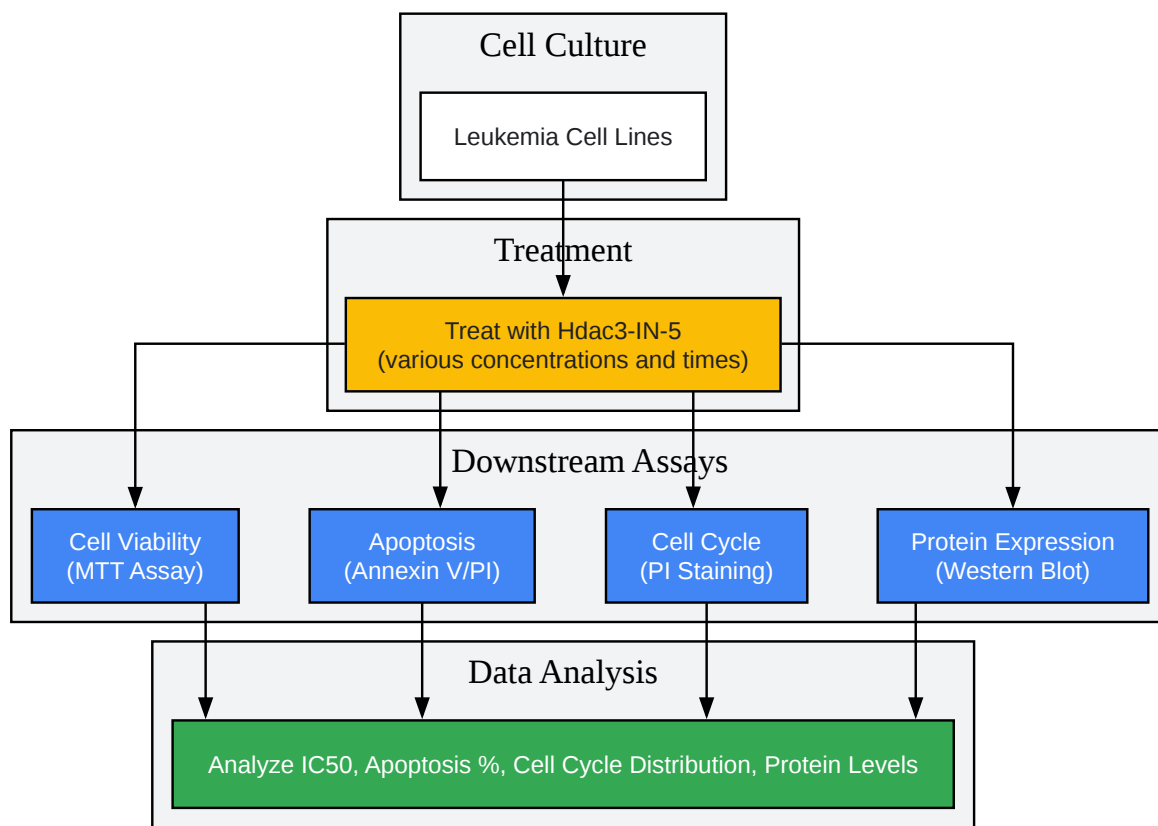 Cell Culture
Leukemia Cell Lines
Treatment
Treat with Hdac3-IN-5
(various concentrations and times)
Downstream Assays
Cell Viability
(MTT Assay)
Apoptosis
(Annexin V/PI)
Cell Cycle
(PI Staining)
Protein Expression
(Western Blot)
Data Analysis
Analyze IC50, Apoptosis %, Cell Cycle Distribution, Protein Levels